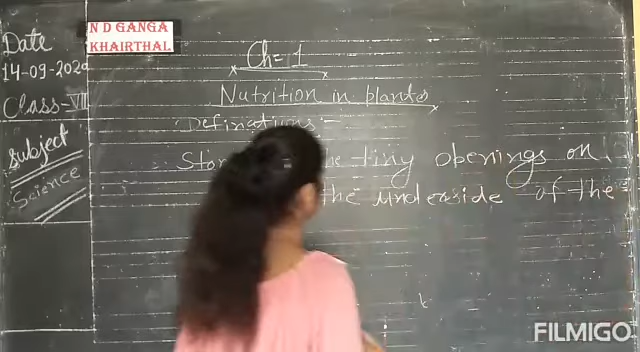 N D GANGA
KHAIRTHAL
Date
14-09-2020
Class-VII
Subject
Science
Ch=1
Nutrition in plants
Definations:-
the tiny openings on
the underside of the
FILMIGO